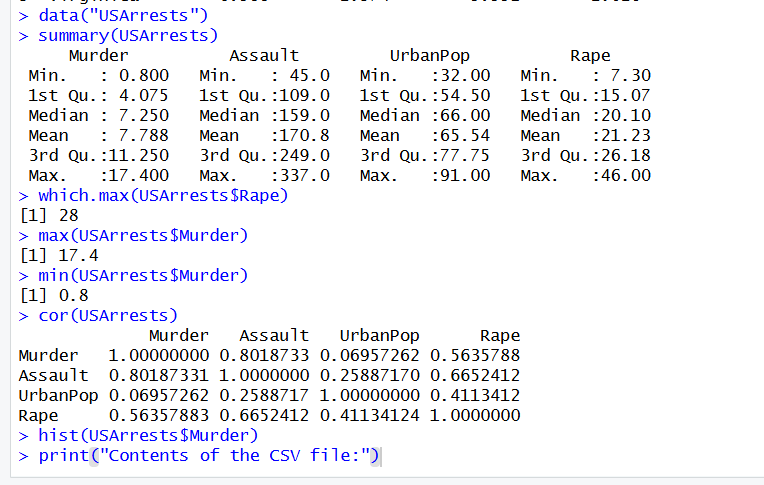 > data("USArrests")
> summary(USArrests)
     Murder          Assault         UrbanPop          Rape      
 Min.   : 0.800   Min.   : 45.0   Min.   :32.00   Min.   : 7.30  
 1st Qu.: 4.075   1st Qu.:109.0   1st Qu.:54.50   1st Qu.:15.07  
 Median : 7.250   Median :159.0   Median :66.00   Median :20.10  
 Mean   : 7.788   Mean   :170.8   Mean   :65.54   Mean   :21.23  
 3rd Qu.:11.250   3rd Qu.:249.0   3rd Qu.:77.75   3rd Qu.:26.18  
 Max.   :17.400   Max.   :337.0   Max.   :91.00   Max.   :46.00  
> which.max(USArrests$Rape)
[1] 28
> max(USArrests$Murder)
[1] 17.4
> min(USArrests$Murder)
[1] 0.8
> cor(USArrests)
             Murder   Assault   UrbanPop      Rape
Murder   1.00000000 0.8018733 0.06957262 0.5635788
Assault  0.80187331 1.0000000 0.25887170 0.6652412
UrbanPop 0.06957262 0.2588717 1.00000000 0.4113412
Rape     0.56357883 0.6652412 0.41134124 1.0000000
> hist(USArrests$Murder)
> print("Contents of the CSV file:")